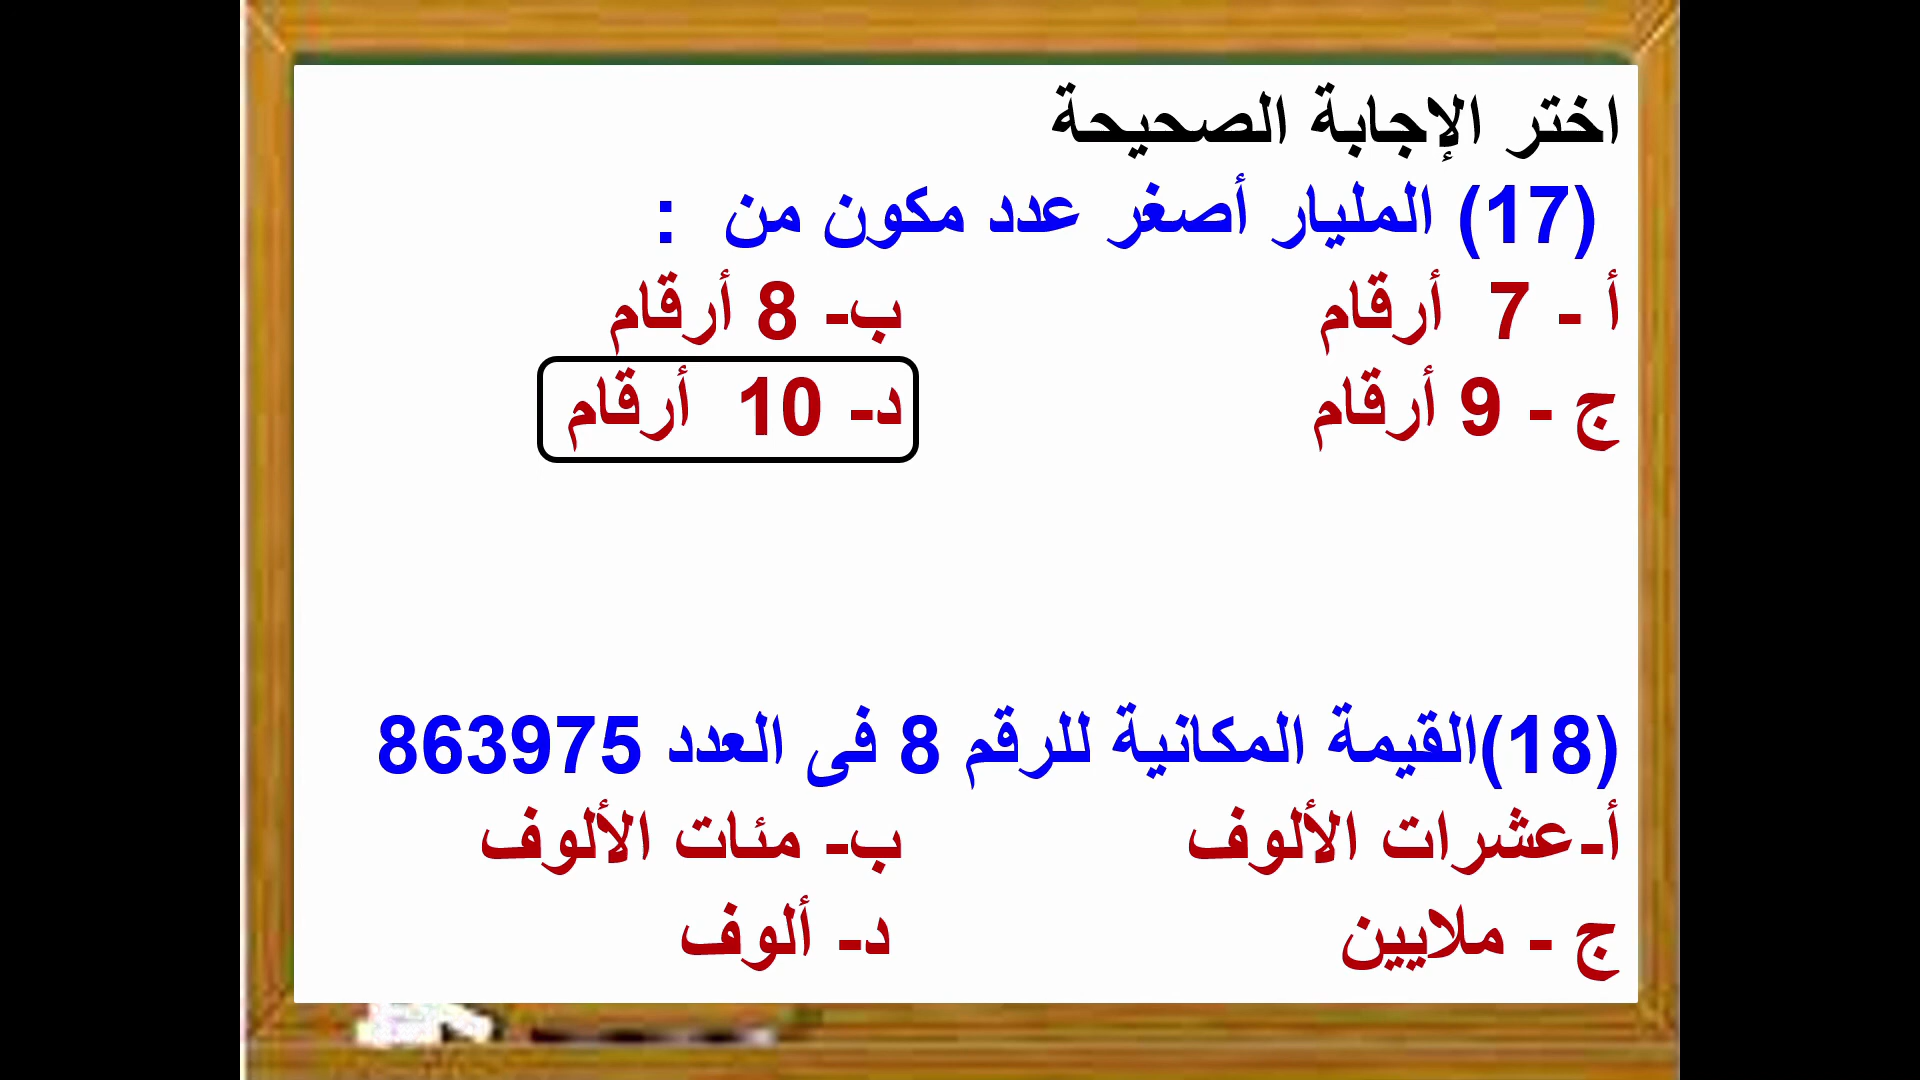 اختر الإجابة الصحيحة
(17) المليار أصغر عدد مكون من :
أ - 7 أرقام ب- 8 أرقام
ج - 9 أرقام د- 10 أرقام
(18)القيمة المكانية للرقم 8 فى العدد 863975
أ-عشرات الألوف ب- مئات الألوف
ج - ملايين د- ألوف